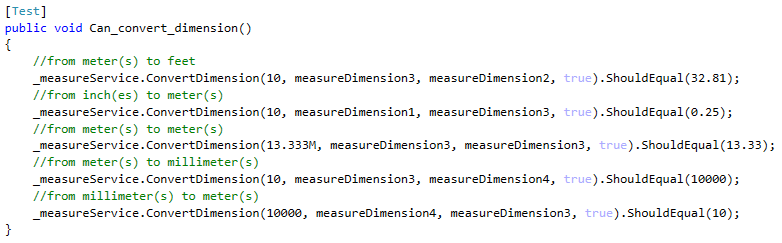 [Test]
public void Can_convert_dimension()
{
    //from meter(s) to feet
    _measureService.ConvertDimension(10, measureDimension3, measureDimension2, true).ShouldEqual(32.81);
    //from inch(es) to meter(s)
    _measureService.ConvertDimension(10, measureDimension1, measureDimension3, true).ShouldEqual(0.25);
    //from meter(s) to meter(s)
    _measureService.ConvertDimension(13.333M, measureDimension3, measureDimension3, true).ShouldEqual(13.33);
    //from meter(s) to millimeter(s)
    _measureService.ConvertDimension(10, measureDimension3, measureDimension4, true).ShouldEqual(10000);
    //from millimeter(s) to meter(s)
    _measureService.ConvertDimension(10000, measureDimension4, measureDimension3, true).ShouldEqual(10);
}